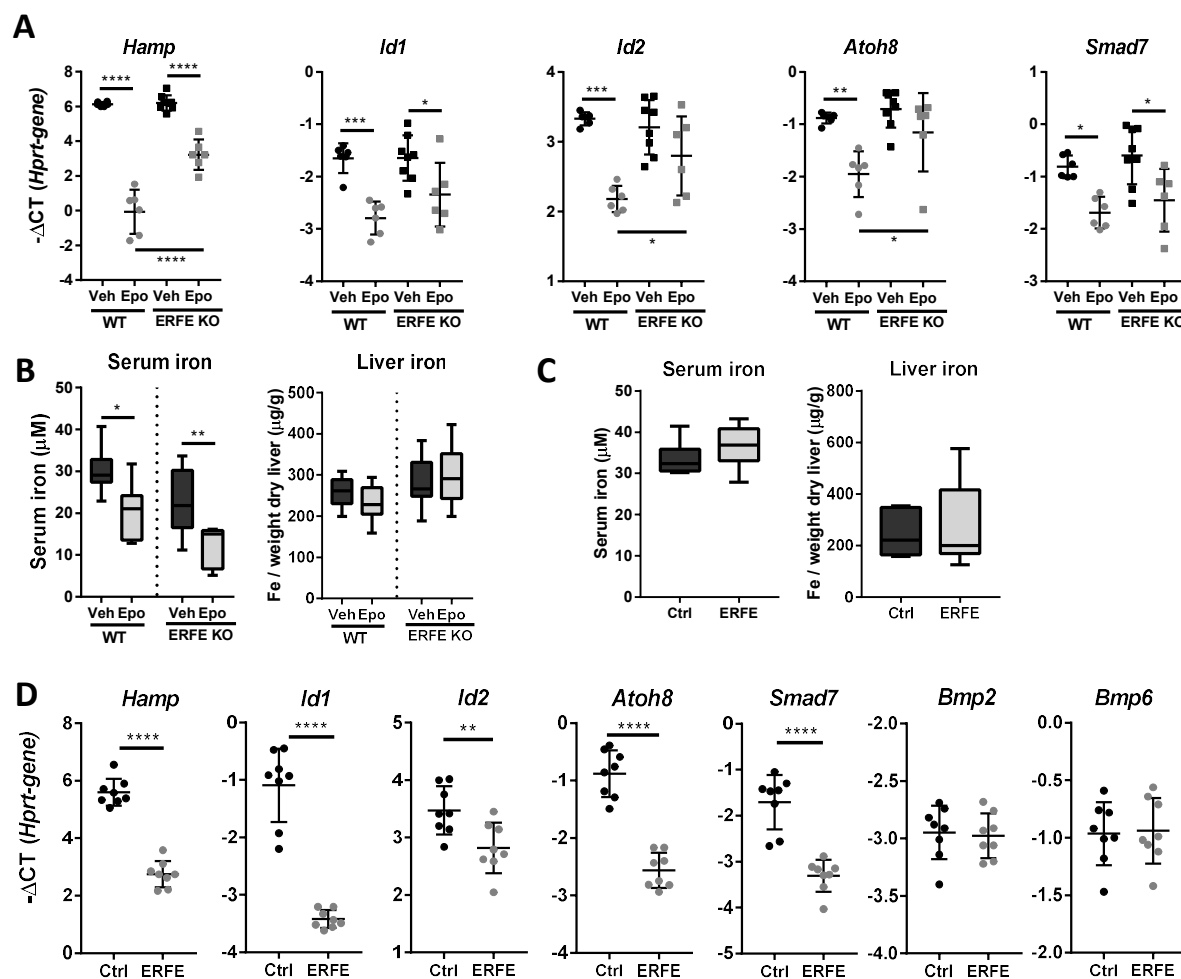 A
Hamp Id1 Id2 Atoh8 Smad7
-ΔCT (Hprt-gene)
8 6 4 2 0 -2 -4
**** **** ****
Veh Epo Veh Epo
WT ERFE KO
0 -1 -2 -3 -4
*** *
Veh Epo Veh Epo
WT ERFE KO
4 3 2 1
*** *
Veh Epo Veh Epo
WT ERFE KO
0 -1 -2 -3 -4
** *
Veh Epo Veh Epo
WT ERFE KO
1 0 -1 -2 -3
* *
Veh Epo Veh Epo
WT ERFE KO
B
Serum iron
Serum iron (μM)
50 40 30 20 10 0
* **
Veh Epo Veh Epo
WT ERFE KO
Liver iron
Fe / weight dry liver (μg/g)
500 400 300 200 100 0
Veh Epo Veh Epo
WT ERFE KO
C
Serum iron
Serum iron (μM)
50 40 30 20 10 0
Ctrl ERFE
Liver iron
Fe / weight dry liver (μg/g)
800 600 400 200 0
Ctrl ERFE
D
Hamp Id1 Id2 Atoh8 Smad7 Bmp2 Bmp6
-ΔCT (Hprt-gene)
8 6 4 2 0
****
Ctrl ERFE
0 -1 -2 -3 -4
****
Ctrl ERFE
5 4 3 2 1
**
Ctrl ERFE
0 -1 -2 -3 -4
****
Ctrl ERFE
0 -1 -2 -3 -4 -5
****
Ctrl ERFE
-2.0 -2.5 -3.0 -3.5 -4.0
Ctrl ERFE
0.0 -0.5 -1.0 -1.5 -2.0
Ctrl ERFE